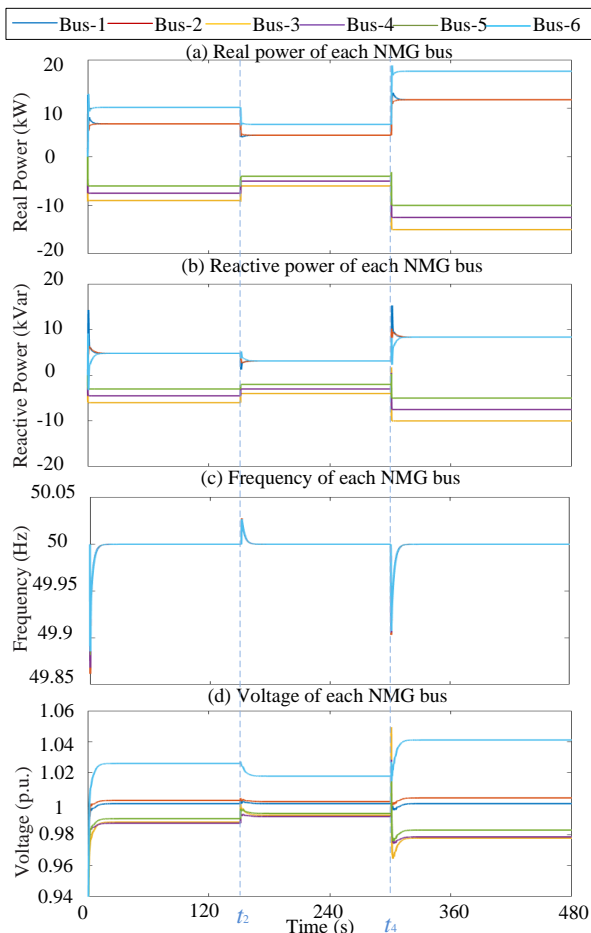 Bus-1 Bus-2 Bus-3 Bus-4 Bus-5 Bus-6
(a) Real power of each NMG bus
Real Power (kW)
20
10
0
-10
-20
(b) Reactive power of each NMG bus
Reactive Power (kVar)
20
10
0
-10
-20
(c) Frequency of each NMG bus
Frequency (Hz)
50.05
50
49.95
49.9
49.85
(d) Voltage of each NMG bus
Voltage (p.u.)
1.06
1.04
1.02
1
0.98
0.96
0.94
0 120 240 360 480
t2 Time (s) t4